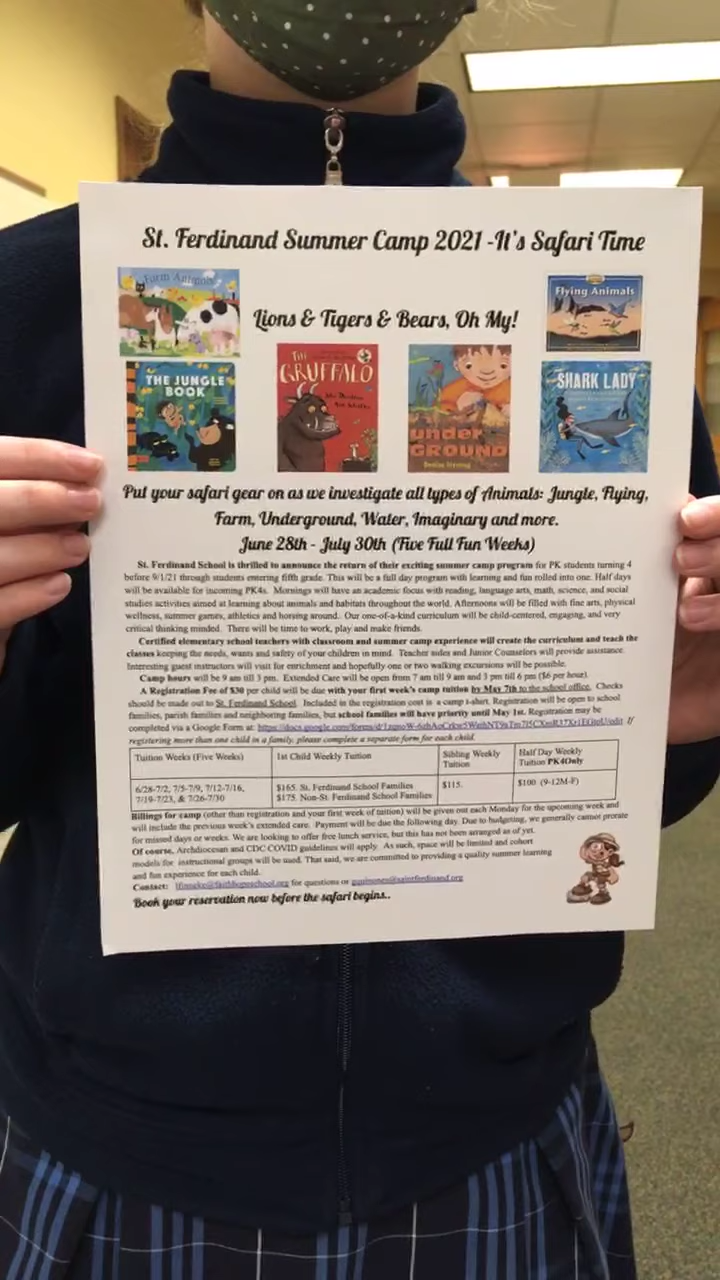 St. Ferdinand Summer Camp 2021 -It's Safari Time
Farm Animals
Flying Animals
Lions & Tigers & Bears, Oh My!
THE JUNGLE
BOOK
THE
GRUFFALO
under
GROUND
SHARK LADY
Put your safari gear on as we investigate all types of Animals: Jungle, Flying,
Farm, Underground, Water, Imaginary and more.
June 28th - July 30th (Five Full Fun Weeks)
St. Ferdinand School is thrilled to announce the return of their exciting summer camp program for PK students turning 4
before 9/1/21 through students entering fifth grade. This will be a full day program with learning and fun rolled into one. Half days
will be available for incoming PK4s. Mornings will have an academic focus with reading, language arts, math, science, and social
studies activities aimed at learning about animals and habitats throughout the world. Afternoons will be filled with fine arts, physical
wellness, summer games, athletics and horsing around. Our one-of-a-kind curriculum will be child-centered, engaging, and very
critical thinking minded. There will be time to work, play and make friends.
Certified elementary school teachers with classroom and summer camp experience will create the curriculum and teach the
classes keeping the needs, wants and safety of your children in mind. Teacher aides and Junior Counselors will provide assistance.
Interesting guest instructors will visit for enrichment and hopefully one or two walking excursions will be possible.
Camp hours will be 9 am till 3 pm. Extended Care will be open from 7 am till 9 am and 3 pm till 6 pm ($6 per hour).
A Registration Fee of $30 per child will be due with your first week's camp tuition by May 7th to the school office. Checks
should be made out to St. Ferdinand School. Included in the registration cost is a camp t-shirt. Registration will be open to school
families, parish families and neighboring families, but school families will have priority until May 1st. Registration may be
completed via a Google Form at: If
registering more than one child in a family, please complete a separate form for each child.
Tuition Weeks (Five Weeks) 1st Child Weekly Tuition Sibling Weekly Half Day Weekly
Tuition Tuition PK4Only
6/28-7/2, 7/5-7/9, 7/12-7/16, $165. St. Ferdinand School Families $115. $100 (9-12M-F)
7/19-7/23, & 7/26-7/30 $175. Non-St. Ferdinand School Families
Billings for camp (other than registration and your first week of tuition) will be given out each Monday for the upcoming week and
will include the previous week's extended care. Payment will be due the following day. Due to budgeting, we generally cannot prorate
for missed days or weeks. We are looking to offer free lunch service, but this has not been arranged as of yet.
Of course, Archdiocesan and CDC COVID guidelines will apply. As such, space will be limited and cohort
models for instructional groups will be used. That said, we are committed to providing a quality summer learning
and fun experience for each child.
Contact: for questions or
Book your reservation now before the safari begins..